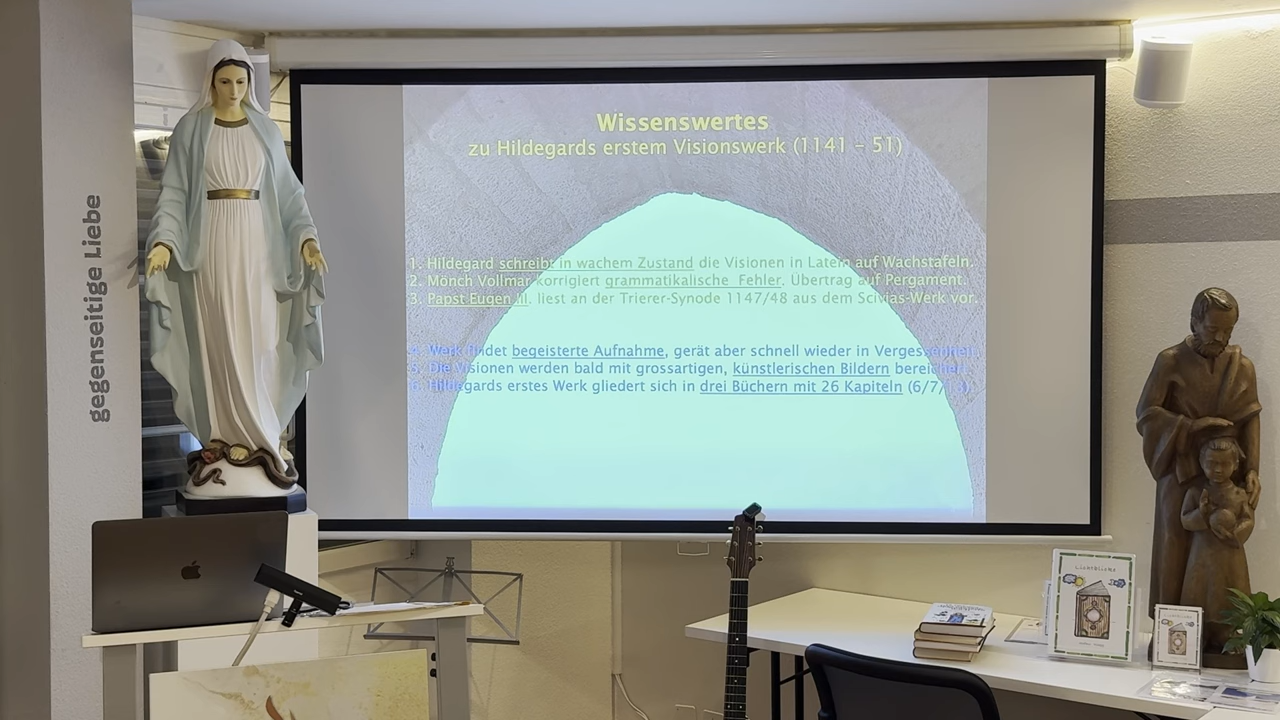 gegenseitige Liebe
Wissenswertes
zu Hildegards erstem Visionswerk (1141 – 51)
1. Hildegard schreibt in wachem Zustand die Visionen in Latein auf Wachstafeln.
2. Mönch Vollmar korrigiert grammatikalische Fehler. Übertrag auf Pergament.
3. Papst Eugen III. liest an der Trierer-Synode 1147/48 aus dem Scivias-Werk vor.
4. Werk findet begeisterte Aufnahme, gerät aber schnell wieder in Vergessenheit.
5. Die Visionen werden bald mit grossartigen, künstlerischen Bildern bereichert.
6. Hildegards erstes Werk gliedert sich in drei Büchern mit 26 Kapiteln (6/7/13).
Lichtblicke